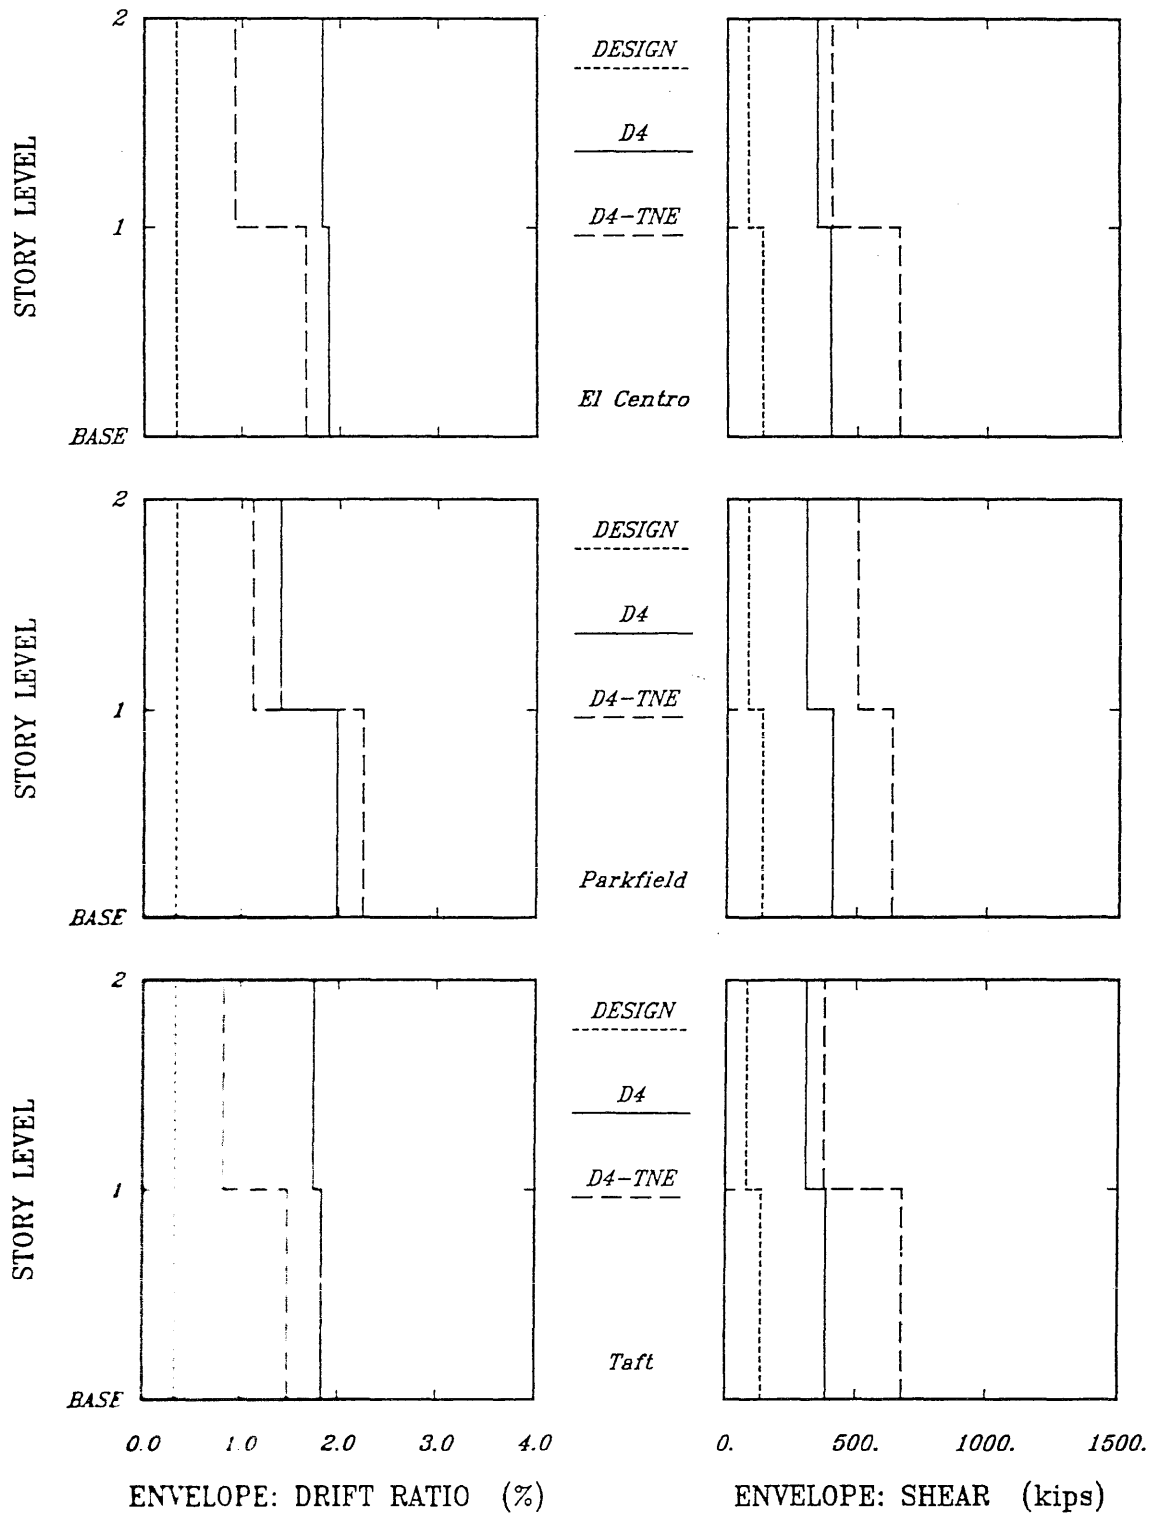 2
1
BASE
STORY LEVEL
DESIGN
D4
D4-TNE
El Centro
2
1
BASE
STORY LEVEL
DESIGN
D4
D4-TNE
Parkfield
2
1
BASE
STORY LEVEL
DESIGN
D4
D4-TNE
Taft
0.0 1.0 2.0 3.0 4.0
ENVELOPE: DRIFT RATIO (%)
0. 500. 1000. 1500.
ENVELOPE: SHEAR (kips)